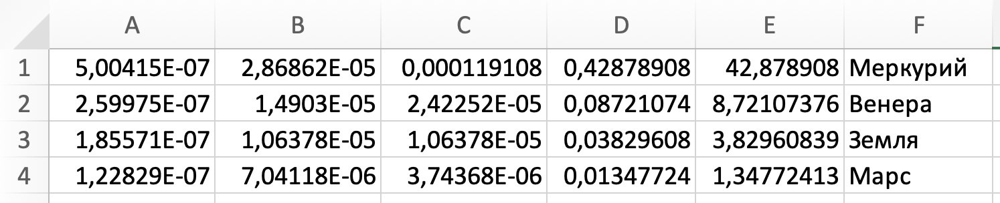 A B C D E F
1 5,00415E-07 2,86862E-05 0,000119108 0,42878908 42,878908 Меркурий
2 2,59975E-07 1,4903E-05 2,42252E-05 0,08721074 8,72107376 Венера
3 1,85571E-07 1,06378E-05 1,06378E-05 0,03829608 3,82960839 Земля
4 1,22829E-07 7,04118E-06 3,74368E-06 0,01347724 1,34772413 Марс